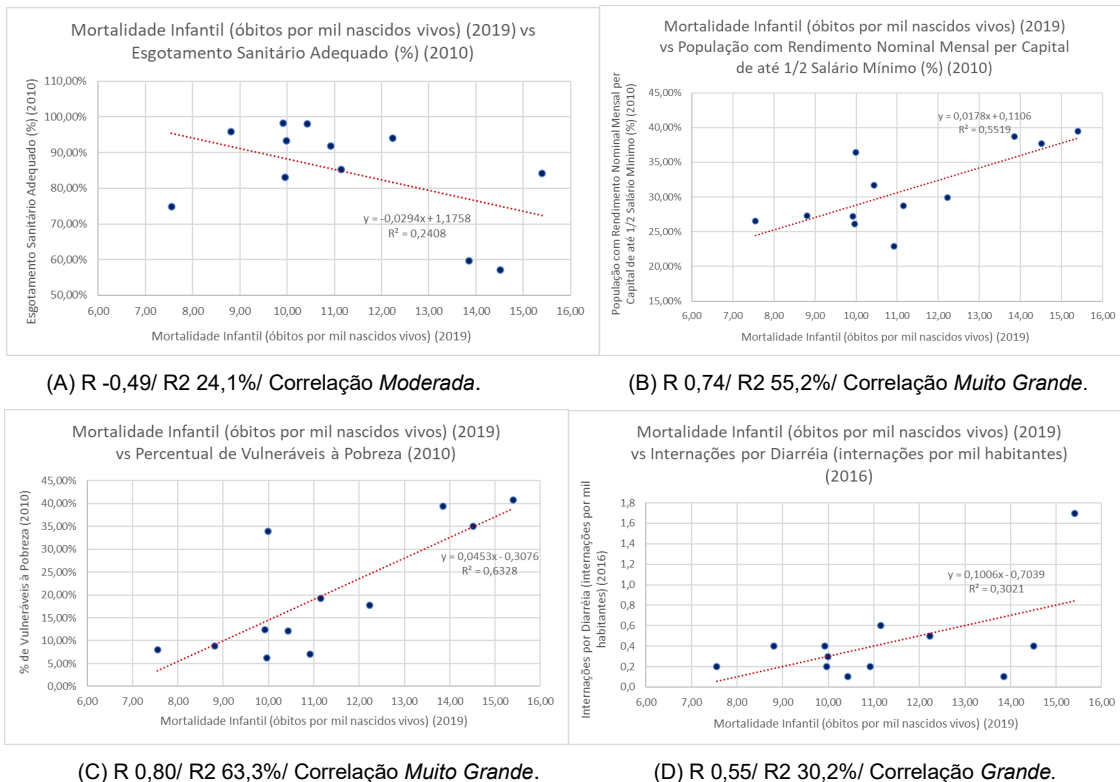 Mortalidade Infantil (óbitos por mil nascidos vivos) (2019) vs
Esgotamento Sanitário Adequado (%) (2010)
Esgotamento Sanitário Adequado (%) (2010)
110,00%
100,00%
90,00%
80,00%
70,00%
60,00%
50,00%
y = -0,0294x + 1,1758
R² = 0,2408
6,00 7,00 8,00 9,00 10,00 11,00 12,00 13,00 14,00 15,00 16,00
Mortalidade Infantil (óbitos por mil nascidos vivos) (2019)
(A) R -0,49/ R2 24,1%/ Correlação Moderada.
Mortalidade Infantil (óbitos por mil nascidos vivos) (2019)
vs População com Rendimento Nominal Mensal per Capital
de até 1/2 Salário Mínimo (%) (2010)
População com Rendimento Nominal Mensal per
Capital de até 1/2 Salário Mínimo (%) (2010)
45,00%
40,00%
35,00%
30,00%
25,00%
20,00%
15,00%
y = 0,0178x + 0,1106
R² = 0,5519
6,00 7,00 8,00 9,00 10,00 11,00 12,00 13,00 14,00 15,00 16,00
Mortalidade Infantil (óbitos por mil nascidos vivos) (2019)
(B) R 0,74/ R2 55,2%/ Correlação Muito Grande.
Mortalidade Infantil (óbitos por mil nascidos vivos) (2019)
vs Percentual de Vulneráveis à Pobreza (2010)
% de Vulneráveis à Pobreza (2010)
45,00%
40,00%
35,00%
30,00%
25,00%
20,00%
15,00%
10,00%
5,00%
0,00%
y = 0,0453x - 0,3076
R² = 0,6328
6,00 7,00 8,00 9,00 10,00 11,00 12,00 13,00 14,00 15,00 16,00
Mortalidade Infantil (óbitos por mil nascidos vivos) (2019)
(C) R 0,80/ R2 63,3%/ Correlação Muito Grande.
Mortalidade Infantil (óbitos por mil nascidos vivos) (2019)
vs Internações por Diarréia (internações por mil habitantes)
(2016)
Internações por Diarréia (internações por mil
habitantes) (2016)
1,8
1,6
1,4
1,2
1,0
0,8
0,6
0,4
0,2
0,0
y = 0,1006x - 0,7039
R² = 0,3021
6,00 7,00 8,00 9,00 10,00 11,00 12,00 13,00 14,00 15,00 16,00
Mortalidade Infantil (óbitos por mil nascidos vivos) (2019)
(D) R 0,55/ R2 30,2%/ Correlação Grande.